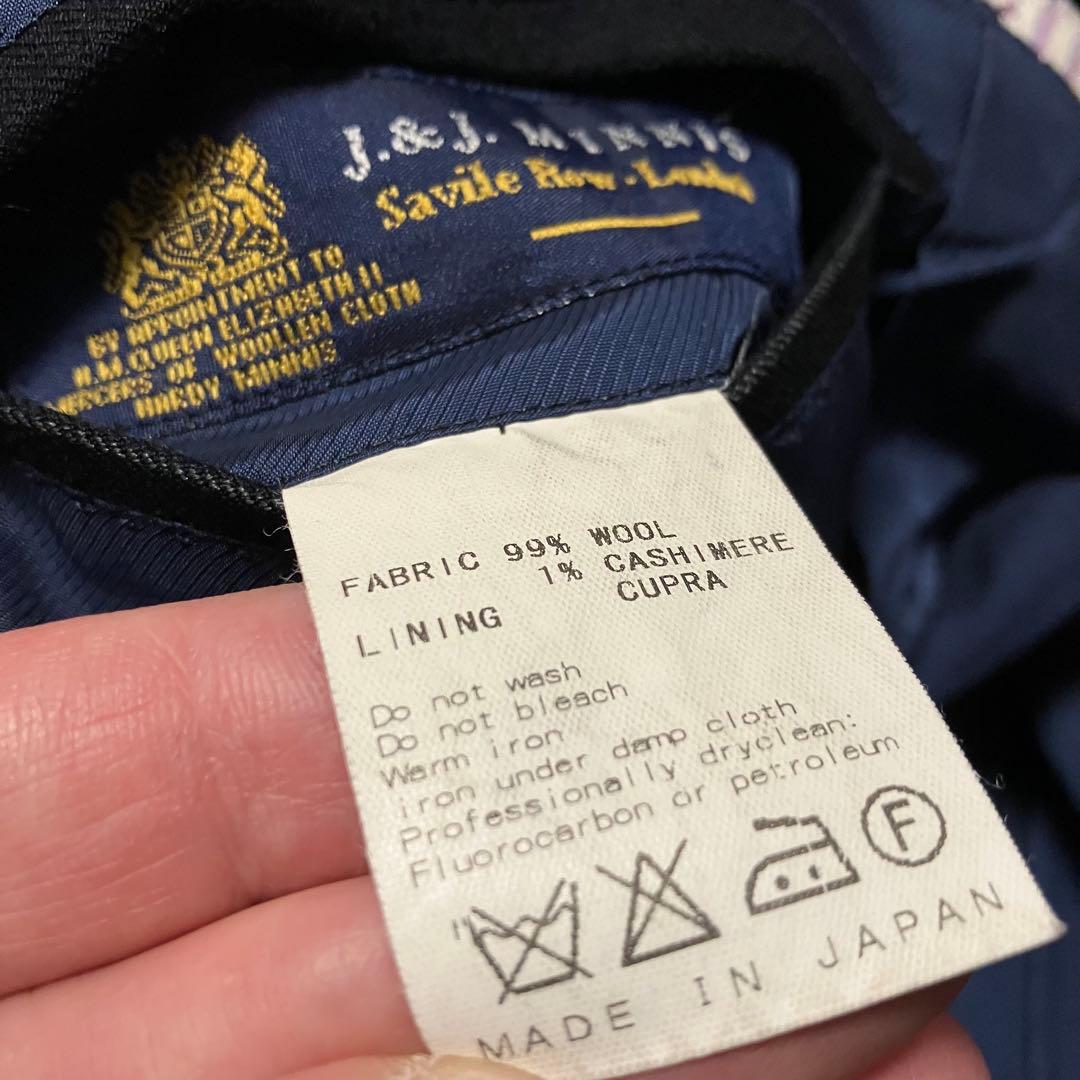 J.&J. MINNIS
Savile Row · London
BY APPOINTMENT TO
H.M.QUEEN ELIZABETH II
MERCERS OF WOOLLEN CLOTH
HARDY MINNIS
FABRIC 99% WOOL
1% CASHIMERE
LINING CUPRA
Do not wash
Do not bleach
Warm iron
iron under damp cloth
Professionally dryclean:
Fluorocarbon or petroleum
F
MADE IN JAPAN